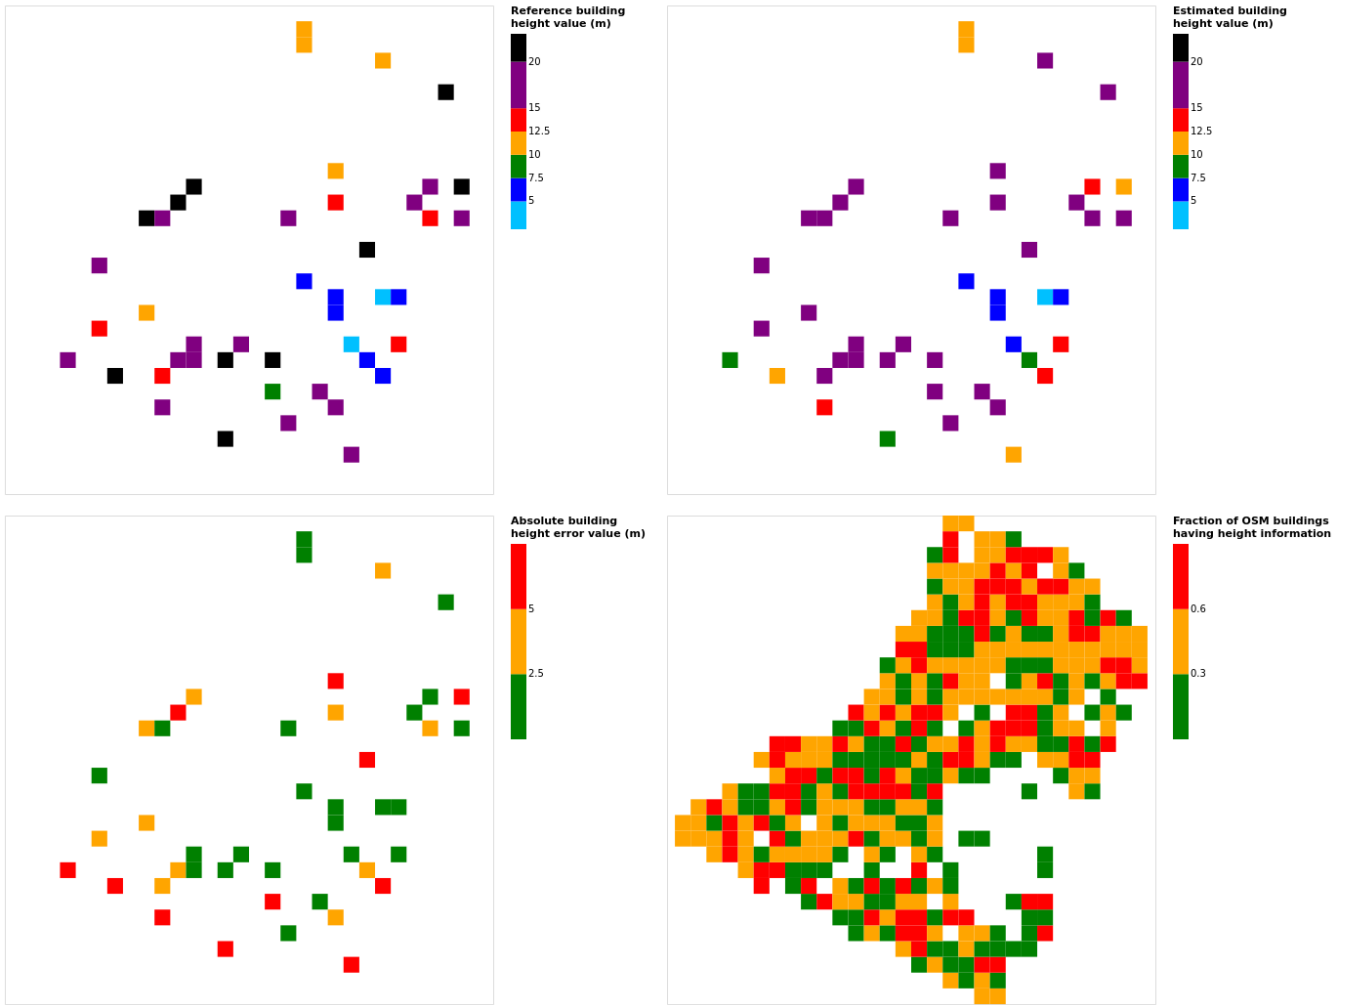 Reference building
height value (m)
20
15
12.5
10
7.5
5
Estimated building
height value (m)
20
15
12.5
10
7.5
5
Absolute building
height error value (m)
5
2.5
Fraction of OSM buildings
having height information
0.6
0.3